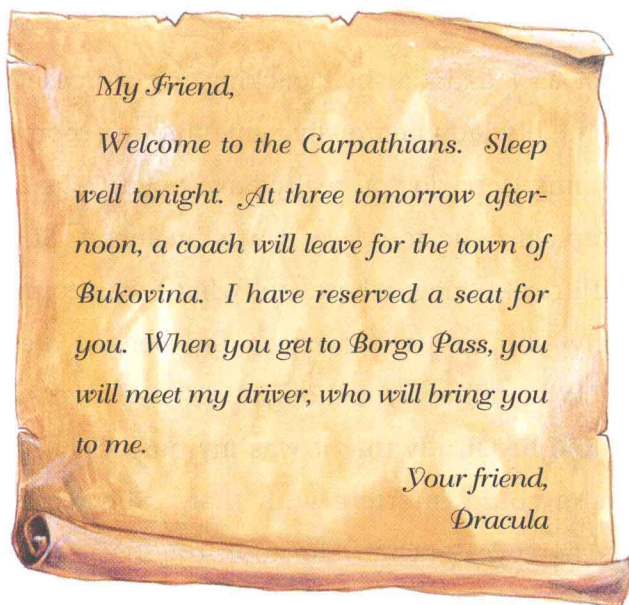 My Friend,
Welcome to the Carpathians. Sleep
well tonight. At three tomorrow after-
noon, a coach will leave for the town of
Bukovina. I have reserved a seat for
you. When you get to Borgo Pass, you
will meet my driver, who will bring you
to me.
Your friend,
Dracula